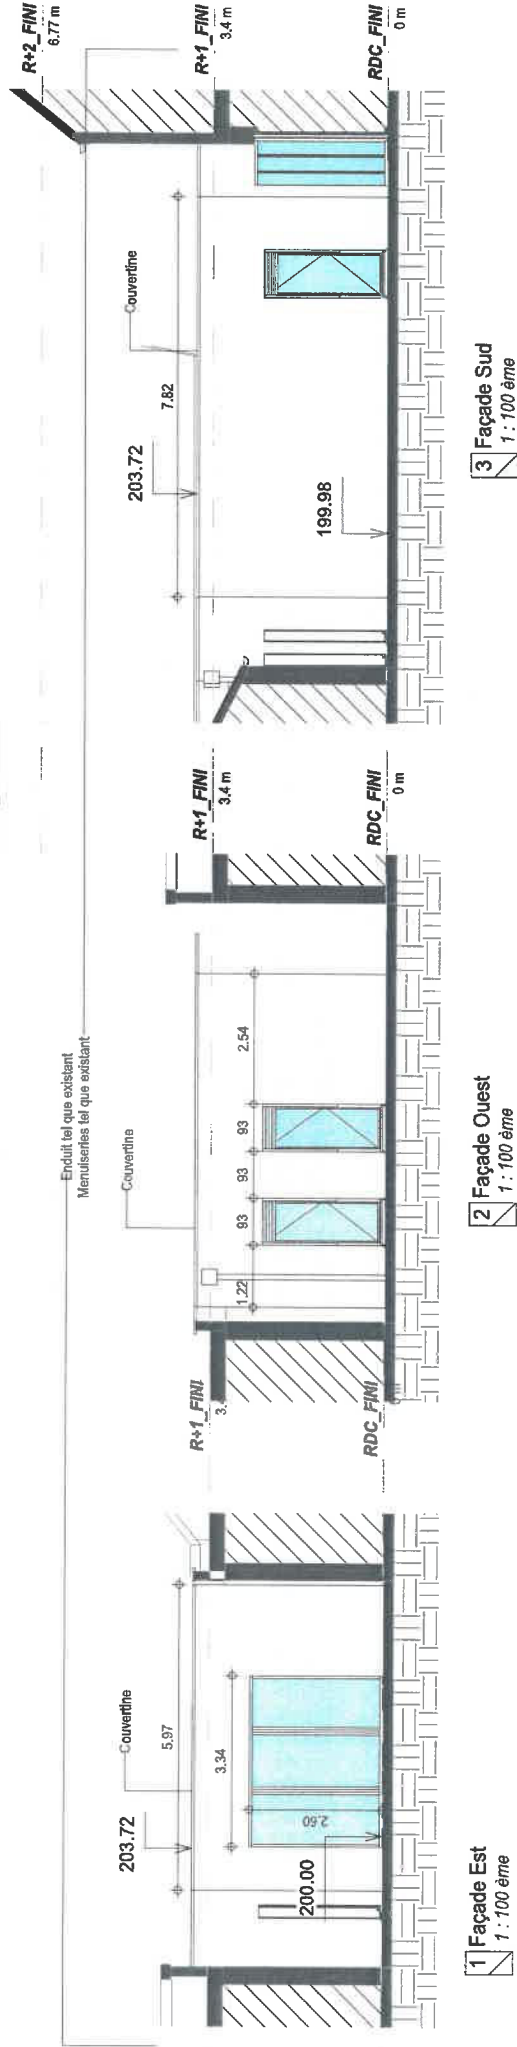 Enduit tel que existant
Menuiseries tel que existant
203.72
Couvertine
5.97
3.34
2.60
200.00
1 Façade Est
1 : 100 ème
R+1_FINI
3.
RDC_FINI
Couvertine
1.22
93
93
93
2.54
R+1_FINI
3.4 m
RDC_FINI
0 m
2 Façade Ouest
1 : 100 ème
203.72
7.82
Couvertine
199.98
R+2_FINI
6.77 m
R+1_FINI
3.4 m
RDC_FINI
0 m
3 Façade Sud
1 : 100 ème